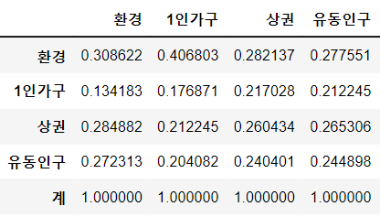 환경 1인가구 상권 유동인구
환경 0.308622 0.406803 0.282137 0.277551
1인가구 0.134183 0.176871 0.217028 0.212245
상권 0.284882 0.212245 0.260434 0.265306
유동인구 0.272313 0.204082 0.240401 0.244898
계 1.000000 1.000000 1.000000 1.000000